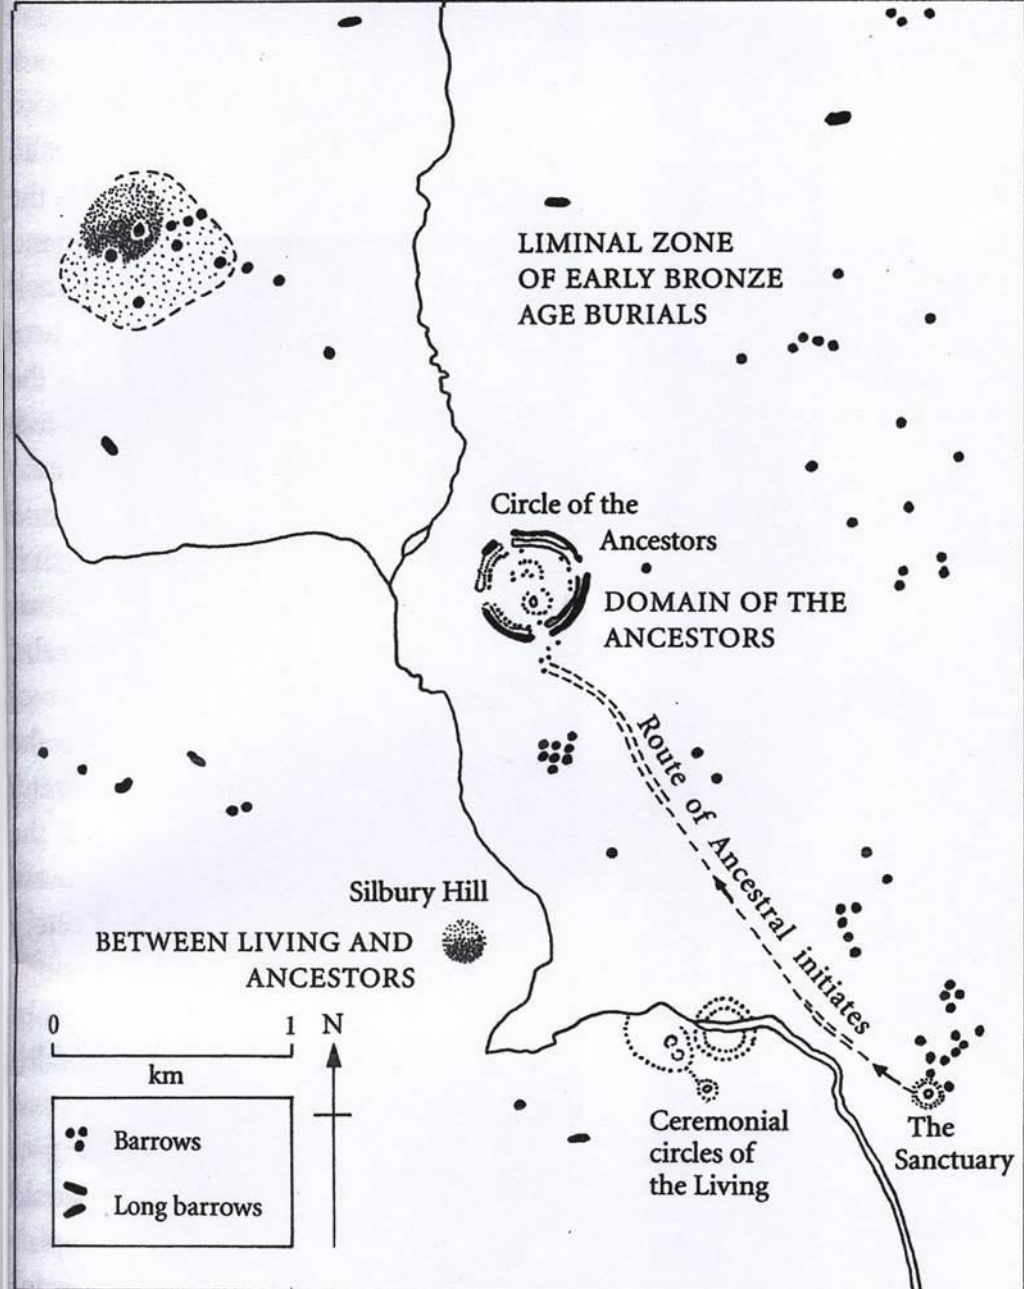 LIMINAL ZONE
OF EARLY BRONZE
AGE BURIALS
Circle of the
Ancestors
DOMAIN OF THE
ANCESTORS
Route of Ancestral initiates
Silbury Hill
BETWEEN LIVING AND
ANCESTORS
0 1 N
km
Barrows
Long barrows
Ceremonial
circles of
the Living
The
Sanctuary